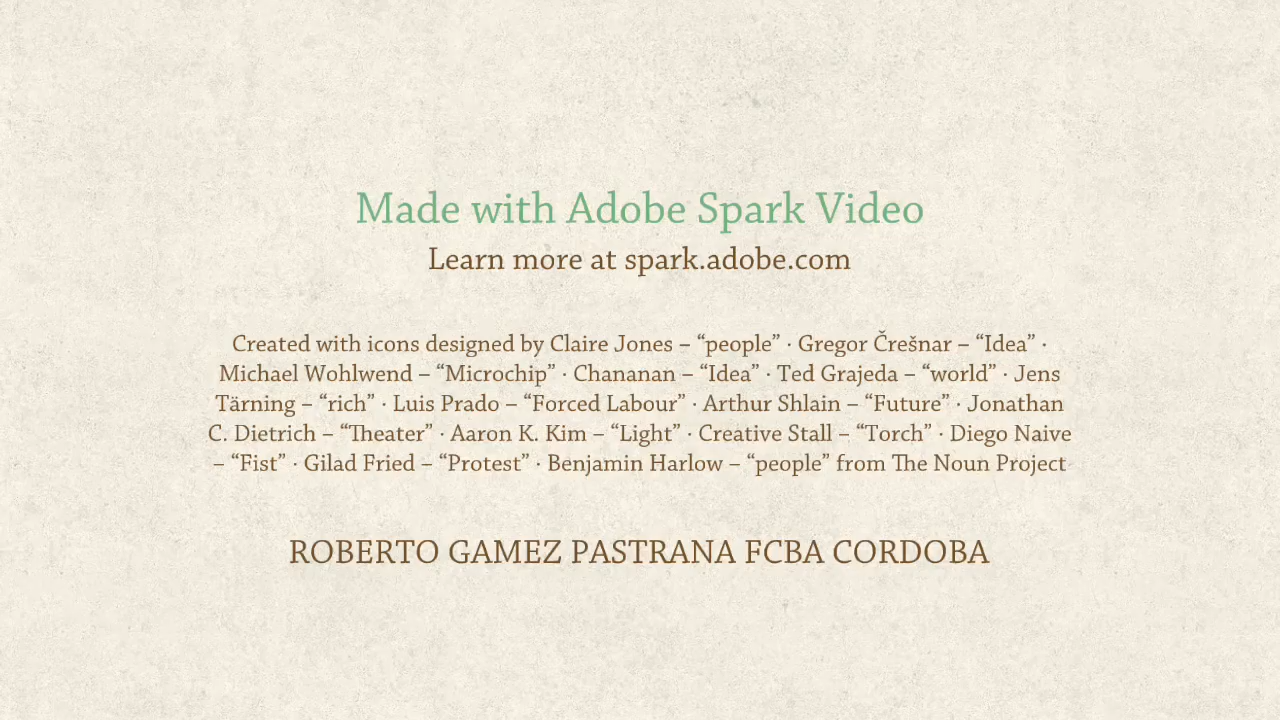 Made with Adobe Spark Video
Learn more at spark.adobe.com
Created with icons designed by Claire Jones – “people” · Gregor Črešnar – “Idea” ·
Michael Wohlwend – “Microchip” · Chananan – “Idea” · Ted Grajeda – “world” · Jens
Tärning – “rich” · Luis Prado – “Forced Labour” · Arthur Shlain – “Future” · Jonathan
C. Dietrich – “Theater” · Aaron K. Kim – “Light” · Creative Stall – “Torch” · Diego Naive
– “Fist” · Gilad Fried – “Protest” · Benjamin Harlow – “people” from The Noun Project
ROBERTO GAMEZ PASTRANA FCBA CORDOBA